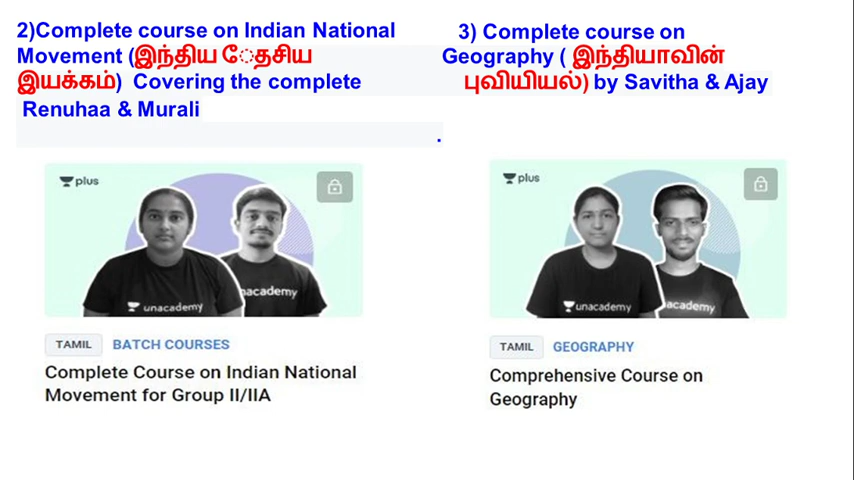 2)Complete course on Indian National
Movement (இந்திய ேதசிய
இயக்கம்)  Covering the complete
Renuhaa & Murali
3) Complete course on
Geography ( இந்தியாவின்
புவியியல்) by Savitha & Ajay
.
plus
unacademy
unacademy
TAMIL BATCH COURSES
Complete Course on Indian National
Movement for Group II/IIA
plus
unacademy
unacademy
TAMIL GEOGRAPHY
Comprehensive Course on
Geography